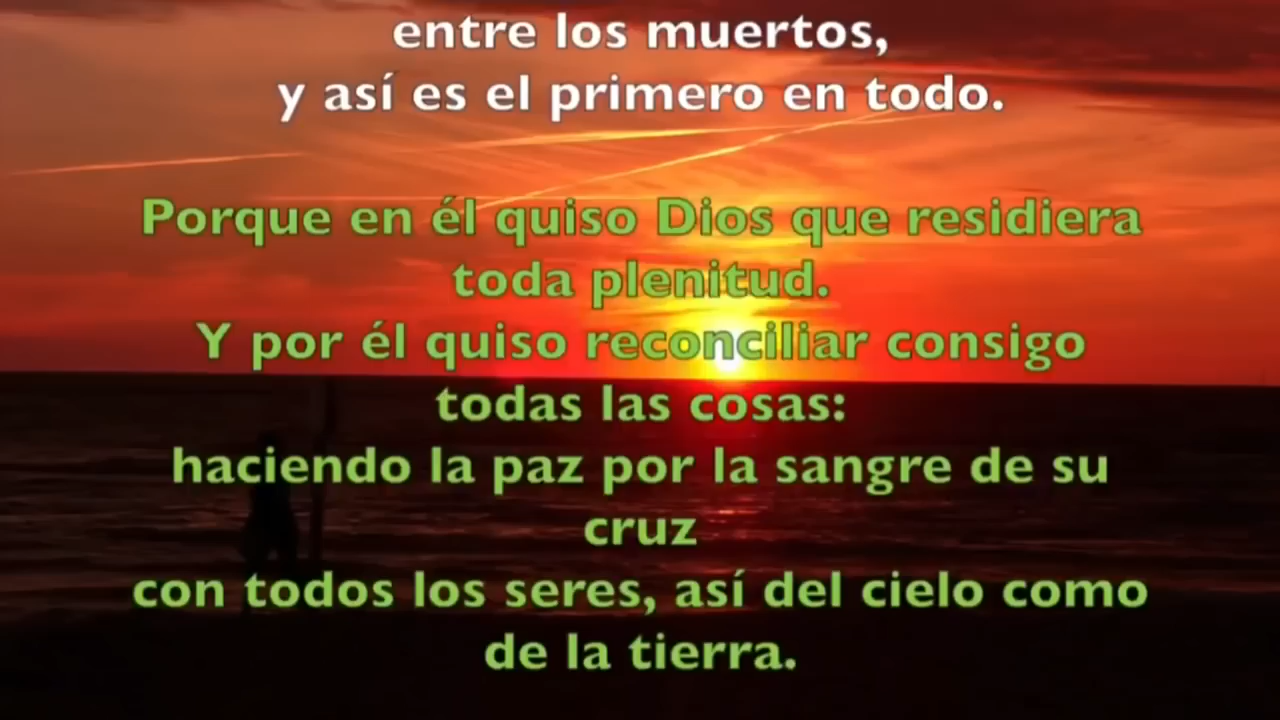 entre los muertos,
y así es el primero en todo.
Porque en él quiso Dios que residiera
toda plenitud.
Y por él quiso reconciliar consigo
todas las cosas:
haciendo la paz por la sangre de su
cruz
con todos los seres, así del cielo como
de la tierra.